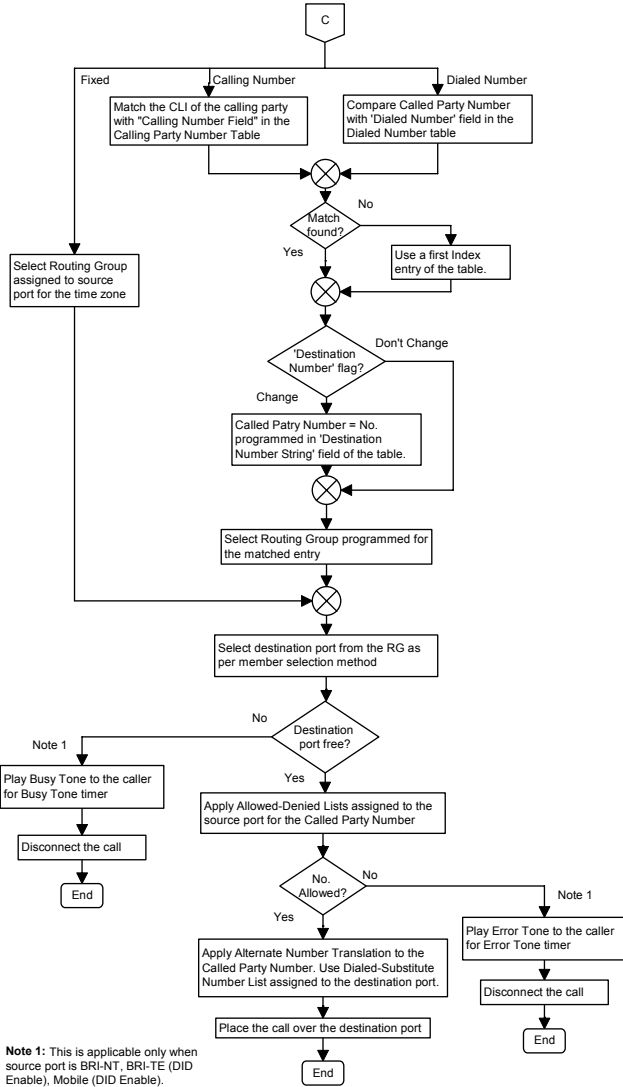 C
Fixed
Calling Number
Dialed Number
Match the CLI of the calling party
with "Calling Number Field" in the
Calling Party Number Table
Compare Called Party Number
with 'Dialed Number' field in the
Dialed Number table
Match
found?
No
Yes
Use a first Index
entry of the table.
Select Routing Group
assigned to source
port for the time zone
'Destination
Number' flag?
Don't Change
Change
Called Patry Number = No.
programmed in 'Destination
Number String' field of the table.
Select Routing Group programmed for
the matched entry
Select destination port from the RG as
per member selection method
Destination
port free?
No
Note 1
Yes
Play Busy Tone to the caller
for Busy Tone timer
Disconnect the call
End
Apply Allowed-Denied Lists assigned to the
source port for the Called Party Number
No.
Allowed?
No
Note 1
Yes
Play Error Tone to the caller
for Error Tone timer
Disconnect the call
End
Apply Alternate Number Translation to the
Called Party Number. Use Dialed-Substitute
Number List assigned to the destination port.
Place the call over the destination port
End
Note 1: This is applicable only when
source port is BRI-NT, BRI-TE (DID
Enable), Mobile (DID Enable).